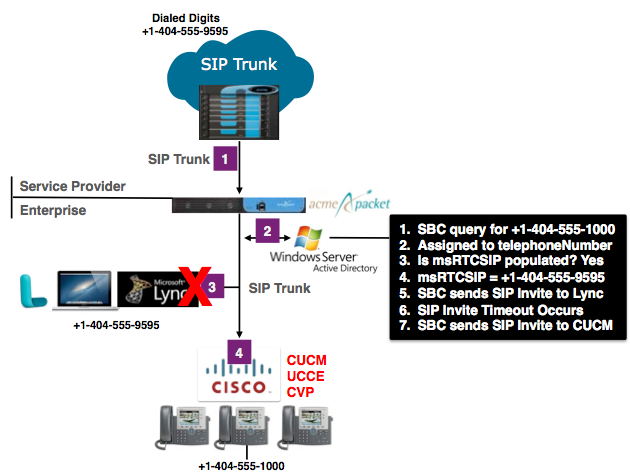 Dialed Digits
+1-404-555-9595
SIP Trunk
SIP Trunk
1
Service Provider
Enterprise
acme packet
2
Windows Server
Active Directory
1. SBC query for +1-404-555-1000
2. Assigned to telephoneNumber
3. Is msRTCSIP populated? Yes
4. msRTCSIP = +1-404-555-9595
5. SBC sends SIP Invite to Lync
6. SIP Invite Timeout Occurs
7. SBC sends SIP Invite to CUCM
Microsoft
Lync
3
SIP Trunk
+1-404-555-9595
4
CISCO
CUCM
UCCE
CVP
+1-404-555-1000